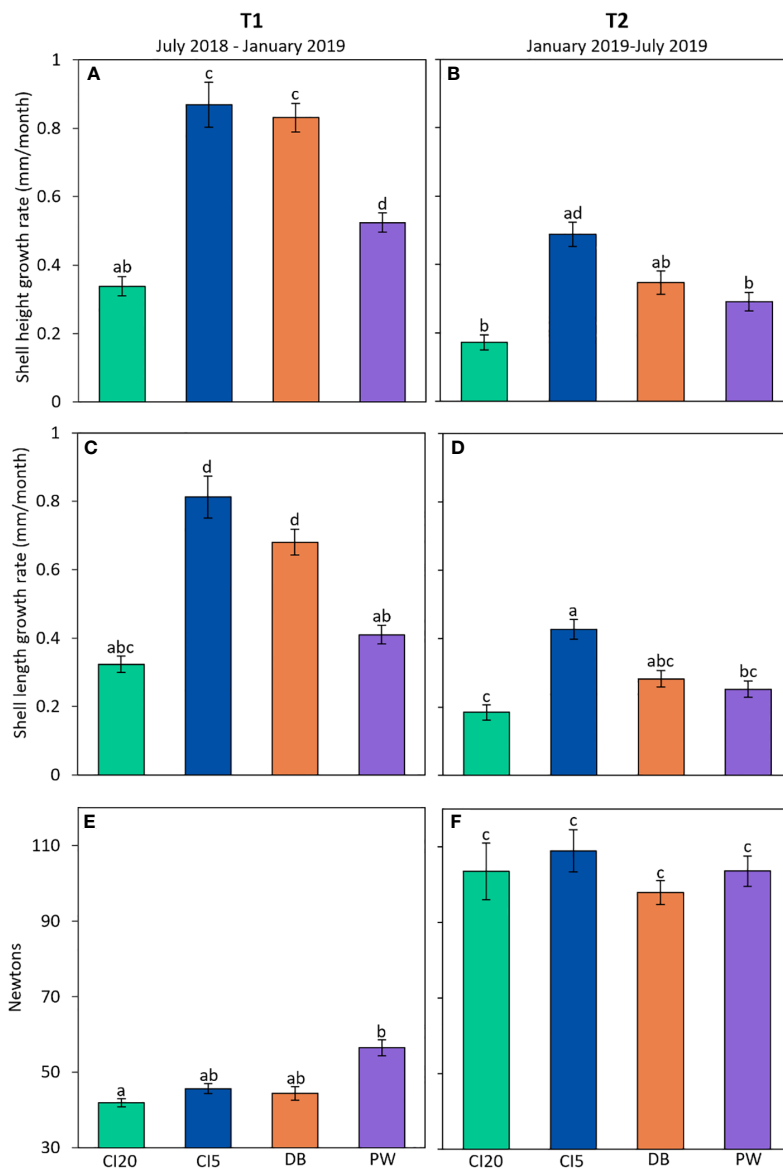 T1
T2
July 2018 - January 2019
January 2019-July 2019
Shell height growth rate (mm/month)
1
0.8
0.6
0.4
0.2
0
A
ab
c
c
d
B
b
ad
ab
b
Shell length growth rate (mm/month)
1
0.8
0.6
0.4
0.2
0
C
abc
d
d
ab
D
c
a
abc
bc
Newtons
110
90
70
50
30
E
a
ab
ab
b
F
c
c
c
c
CI20 CI5 DB PW
CI20 CI5 DB PW